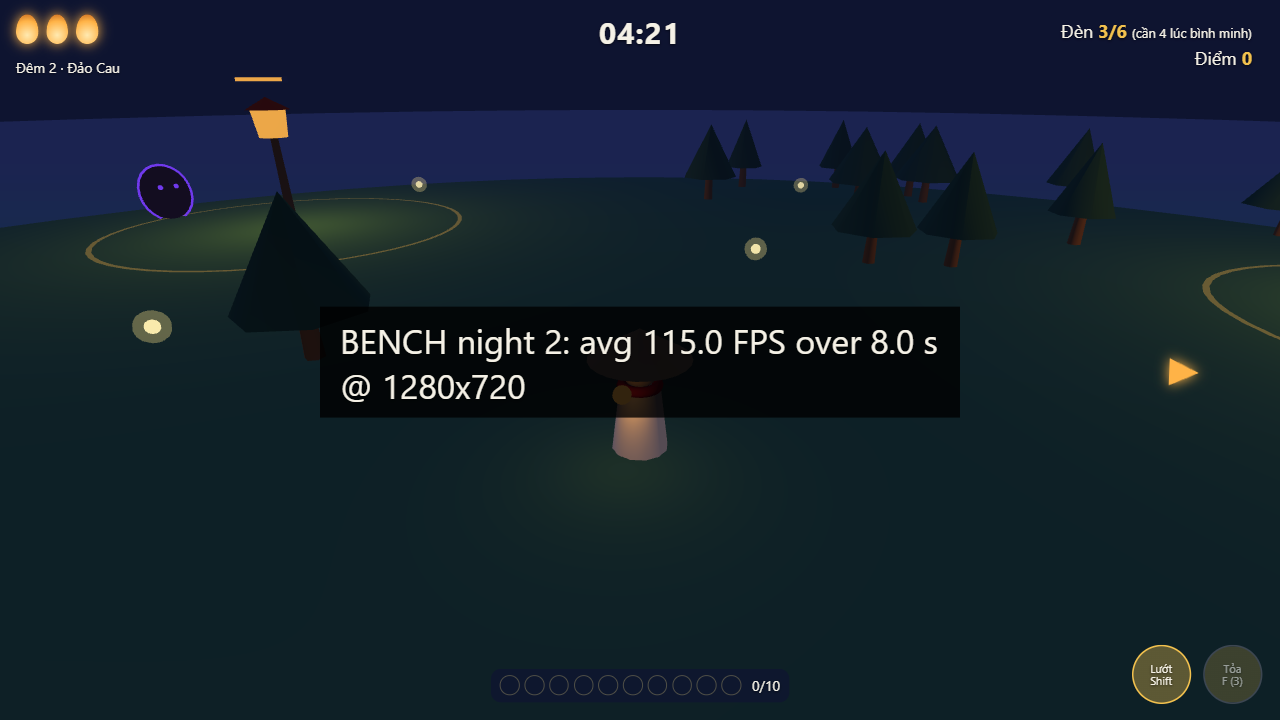 04:21
Đèn 3/6 (cần 4 lúc bình minh)
Điểm 0
Đêm 2 · Đảo Cau
BENCH night 2: avg 115.0 FPS over 8.0 s
@ 1280x720
0/10
Lướt
Shift
Tỏa
F (3)